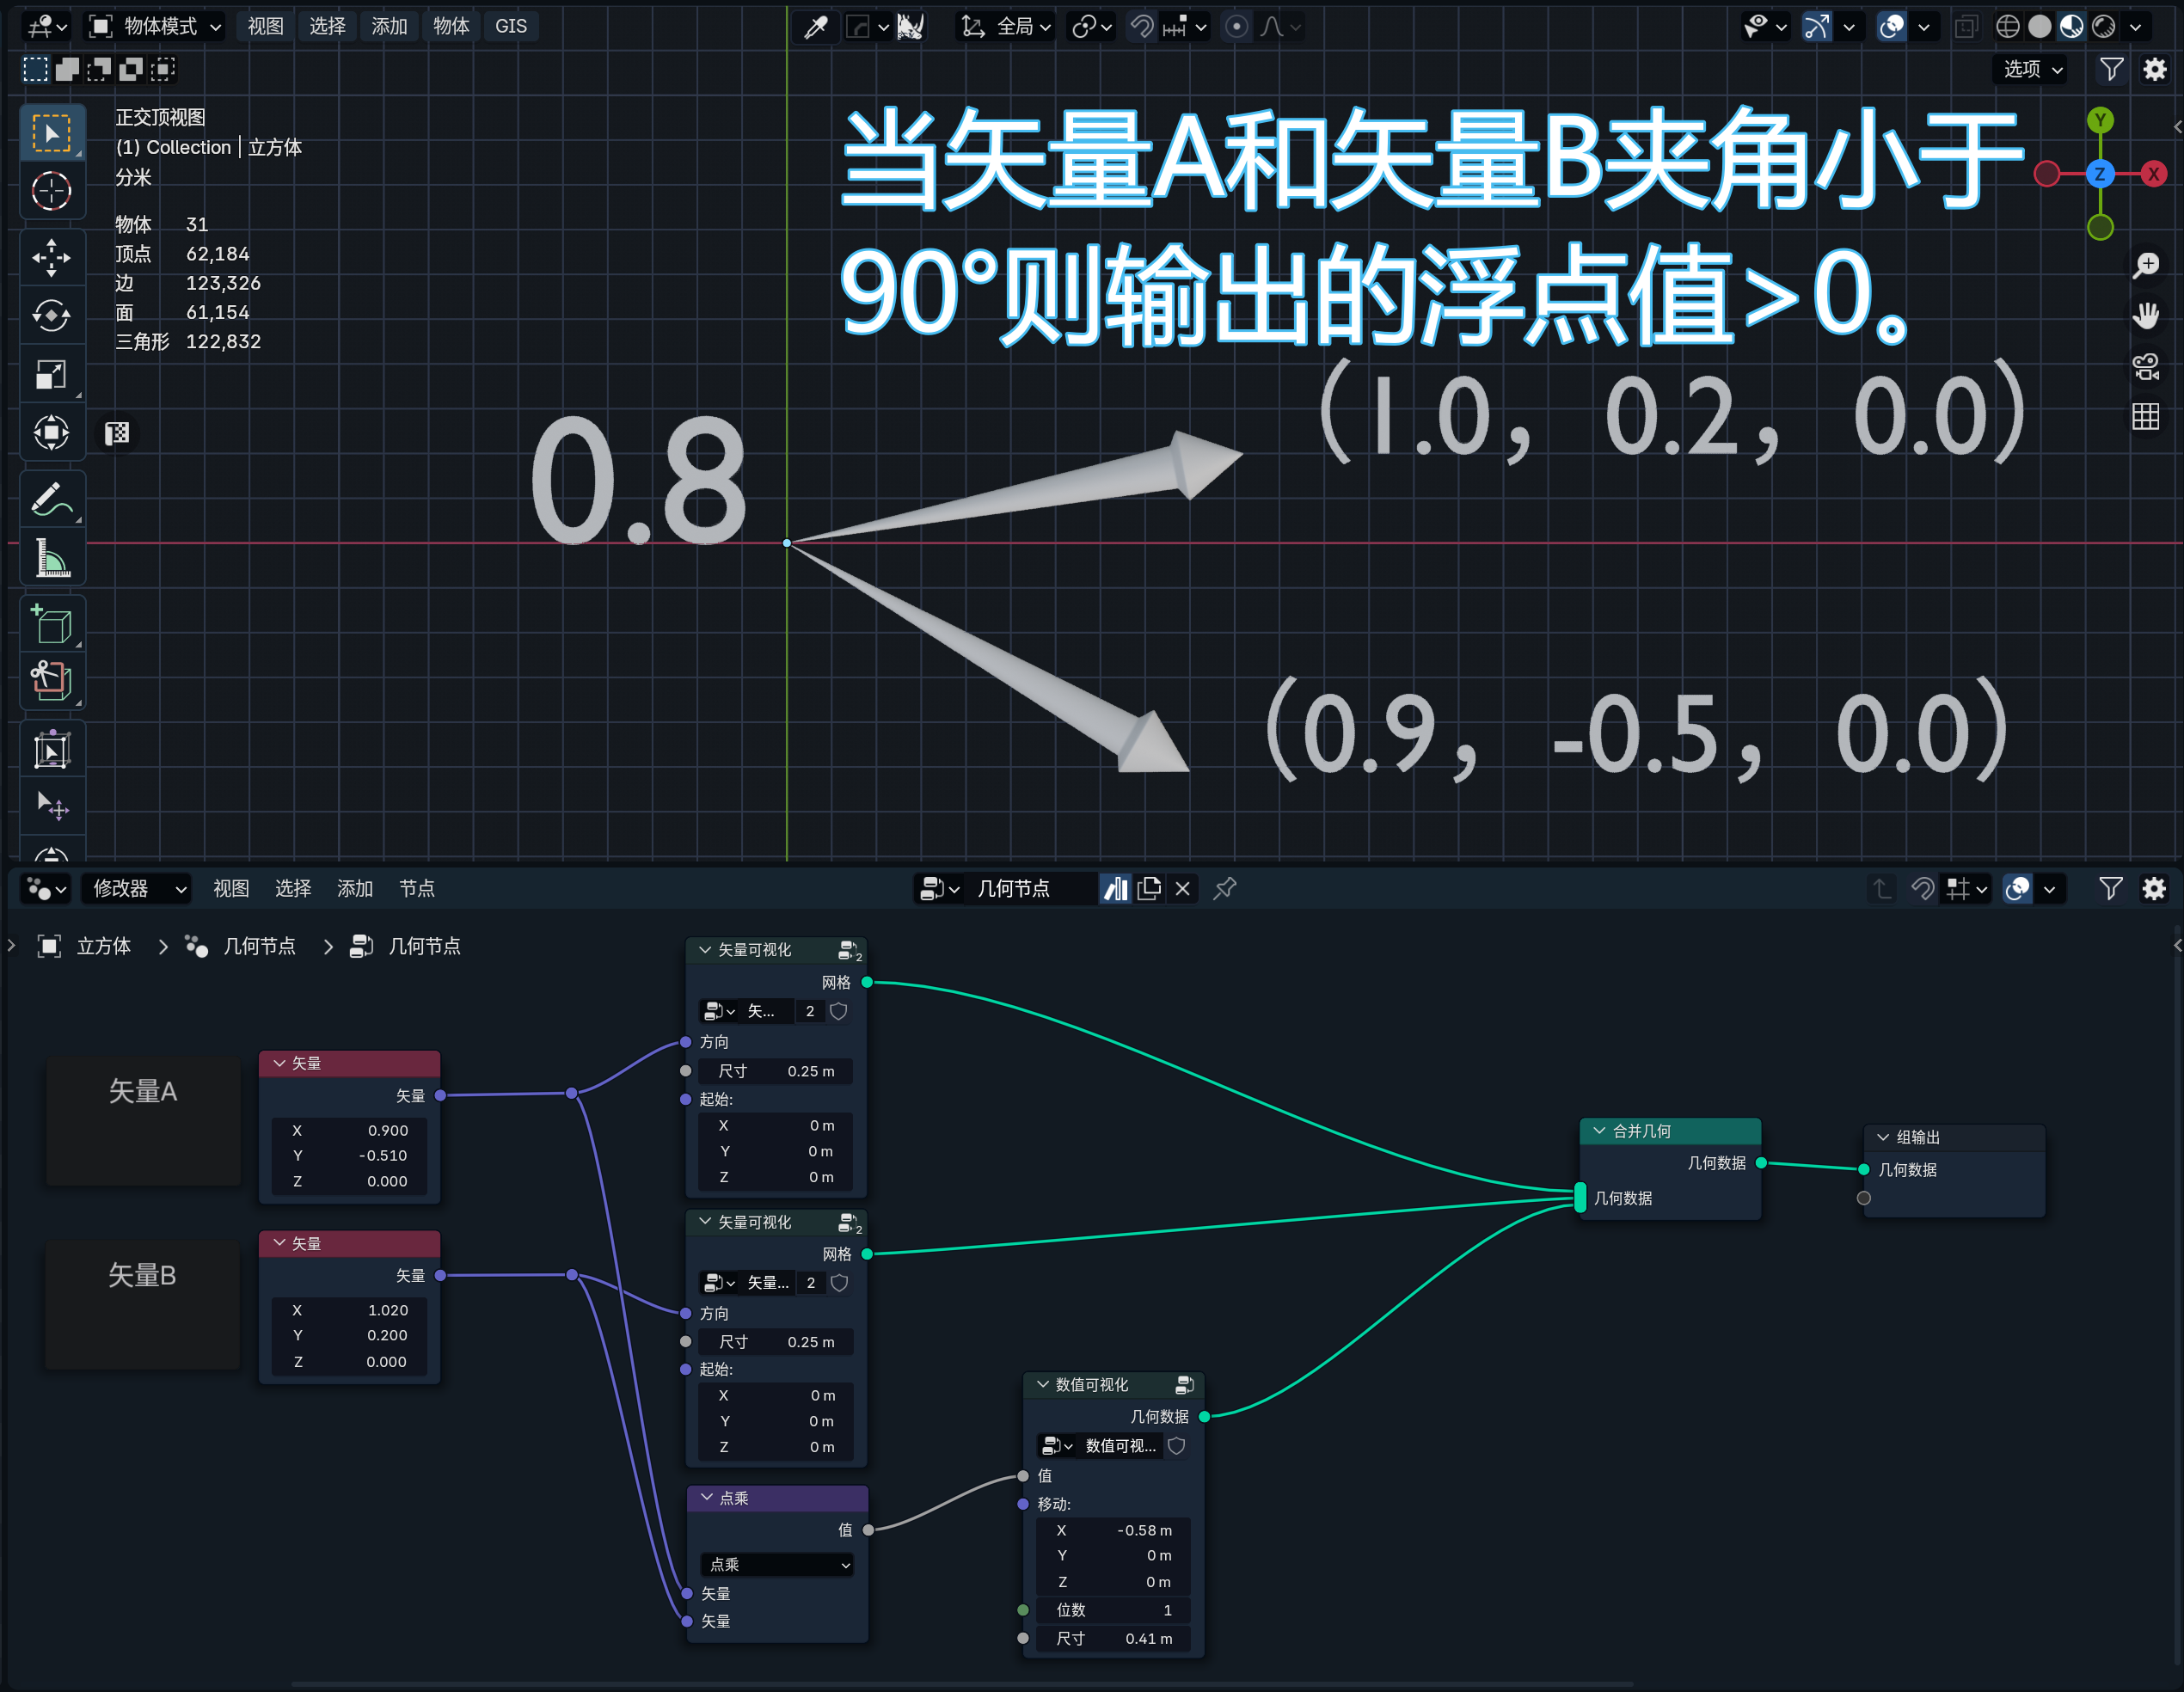 物体模式 视图 选择 添加 物体 GIS 全局
选项
正交顶视图
(1) Collection | 立方体
分米
物体 31
顶点 62,184
边 123,326
面 61,154
三角形 122,832
当矢量A和矢量B夹角小于
90°则输出的浮点值>0。
Y
Z X
0.8
(1.0, 0.2, 0.0)
(0.9, -0.5, 0.0)
修改器 视图 选择 添加 节点 几何节点
立方体 > 几何节点 > 几何节点
矢量A
矢量
矢量
X 0.900
Y -0.510
Z 0.000
矢量B
矢量
矢量
X 1.020
Y 0.200
Z 0.000
矢量可视化 2
网格
矢... 2
方向
尺寸 0.25 m
起始:
X 0 m
Y 0 m
Z 0 m
矢量可视化 2
网格
矢量... 2
方向
尺寸 0.25 m
起始:
X 0 m
Y 0 m
Z 0 m
点乘
值
点乘
矢量
矢量
数值可视化
几何数据
数值可视...
值
移动:
X -0.58 m
Y 0 m
Z 0 m
位数 1
尺寸 0.41 m
合并几何
几何数据
几何数据
组输出
几何数据